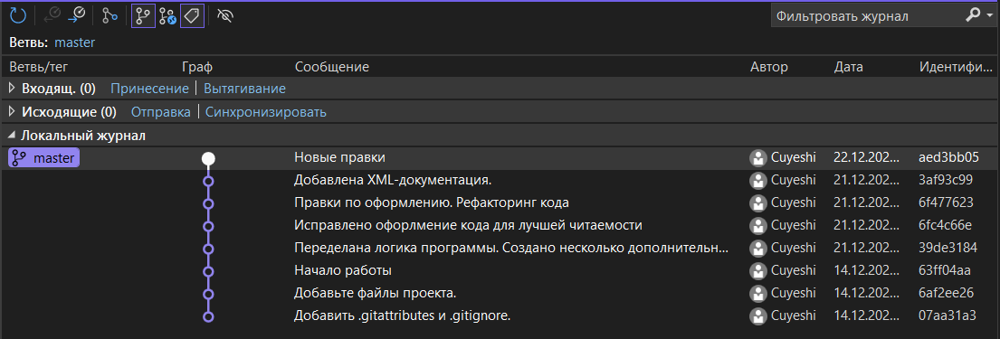 Фильтровать журнал
Ветвь: master
Ветвь/тег Граф Сообщение Автор Дата Идентифи...
Входящ. (0) Принесение | Вытягивание
Исходящие (0) Отправка | Синхронизировать
Локальный журнал
master Новые правки Cuyeshi 22.12.202... aed3bb05
Добавлена XML-документация. Cuyeshi 21.12.202... 3af93c99
Правки по оформлению. Рефакторинг кода Cuyeshi 21.12.202... 6f477623
Исправлено офорлмение кода для лучшей читаемости Cuyeshi 21.12.202... 6fc4c66e
Переделана логика программы. Создано несколько дополнительн... Cuyeshi 21.12.202... 39de3184
Начало работы Cuyeshi 14.12.202... 63ff04aa
Добавьте файлы проекта. Cuyeshi 14.12.202... 6af2ee26
Добавить .gitattributes и .gitignore. Cuyeshi 14.12.202... 07aa31a3